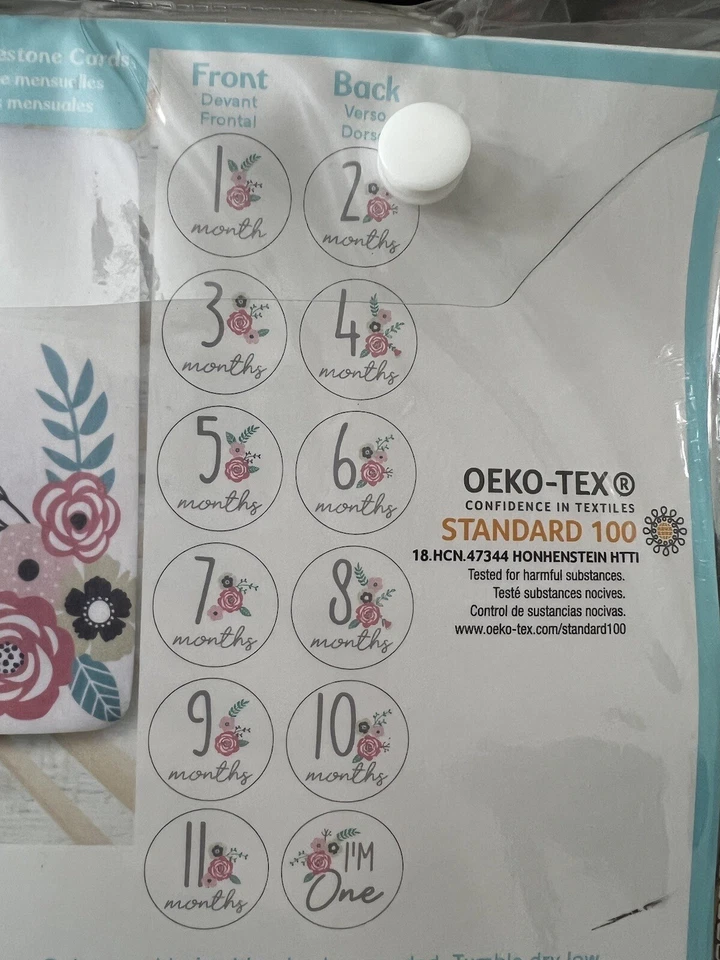 estone Cards
e mensuelles
s mensuales
Front
Devant
Frontal
Back
Verso
1
month
2
months
3
months
4
months
5
months
6
months
7
months
8
months
9
months
10
months
11
months
I'M
One
OEKO-TEX®
CONFIDENCE IN TEXTILES
STANDARD 100
18.HCN.47344 HONHENSTEIN HTTI
Tested for harmful substances.
Testé substances nocives.
Control de sustancias nocivas.
www.oeko-tex.com/standard100
Tumble dry low